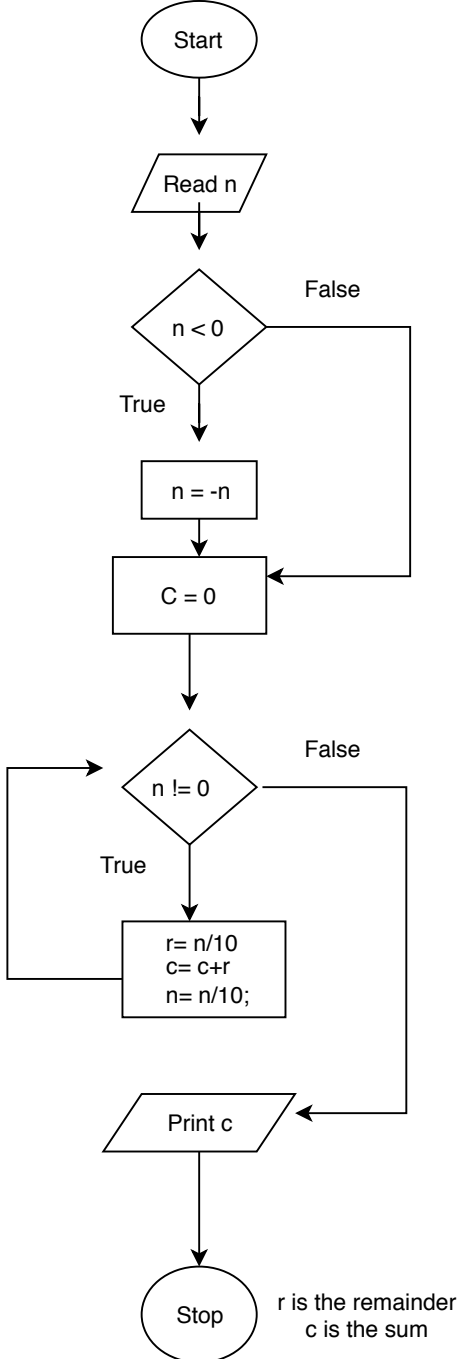 Start
Read n
n < 0
False
True
n = -n
C = 0
n != 0
False
True
r= n/10
c= c+r
n= n/10;
Print c
Stop
r is the remainder
c is the sum